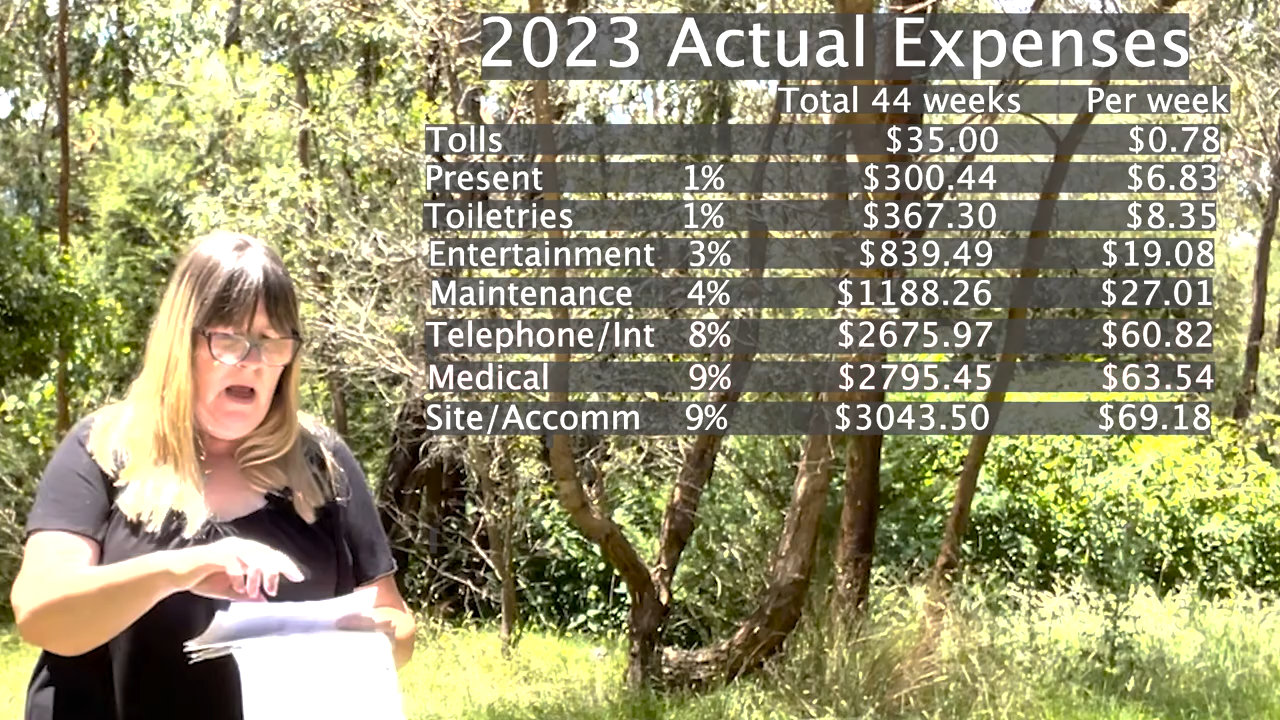 2023 Actual Expenses
Total 44 weeks Per week
Tolls $35.00 $0.78
Present 1% $300.44 $6.83
Toiletries 1% $367.30 $8.35
Entertainment 3% $839.49 $19.08
Maintenance 4% $1188.26 $27.01
Telephone/Int 8% $2675.97 $60.82
Medical 9% $2795.45 $63.54
Site/Accomm 9% $3043.50 $69.18